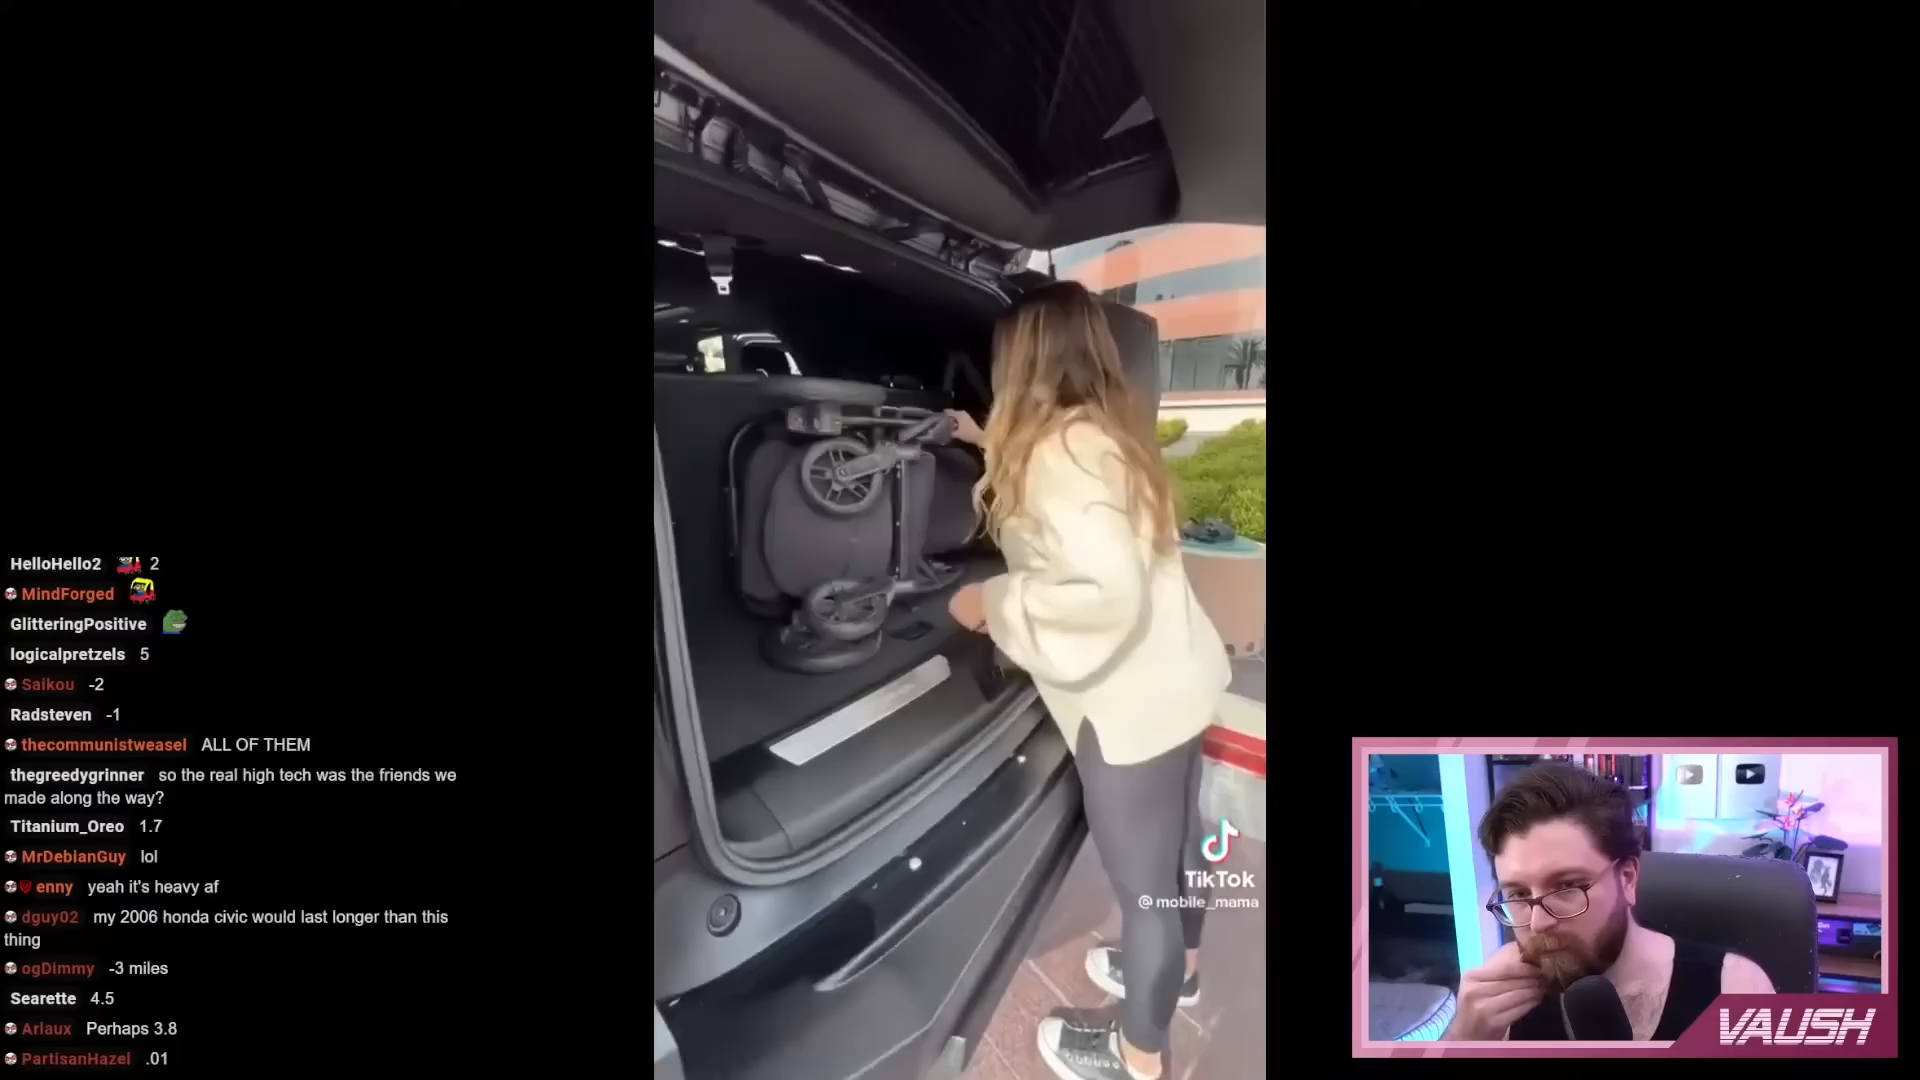 HelloHello2 2
MindForged
GlitteringPositive
logicalpretzels 5
Saikou -2
Radsteven -1
thecommunistweasel ALL OF THEM
thegreedygrinner so the real high tech was the friends we
made along the way?
Titanium_Oreo 1.7
MrDebianGuy lol
enny yeah it's heavy af
dguy02 my 2006 honda civic would last longer than this
thing
ogDimmy -3 miles
Searette 4.5
Arlaux Perhaps 3.8
PartisanHazel .01
TikTok
@mobile_mama
VAUSH